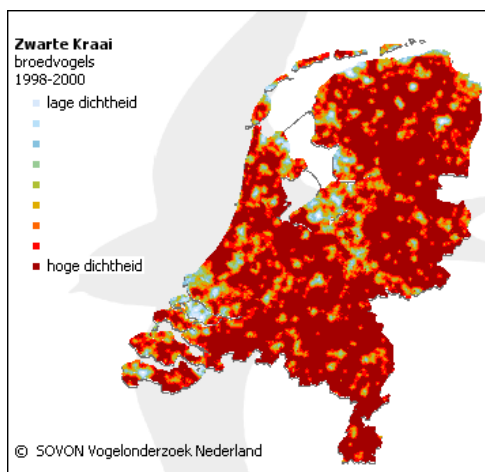 Zwarte Kraai
broedvogels
1998-2000
lage dichtheid
hoge dichtheid
© SOVON Vogelonderzoek Nederland